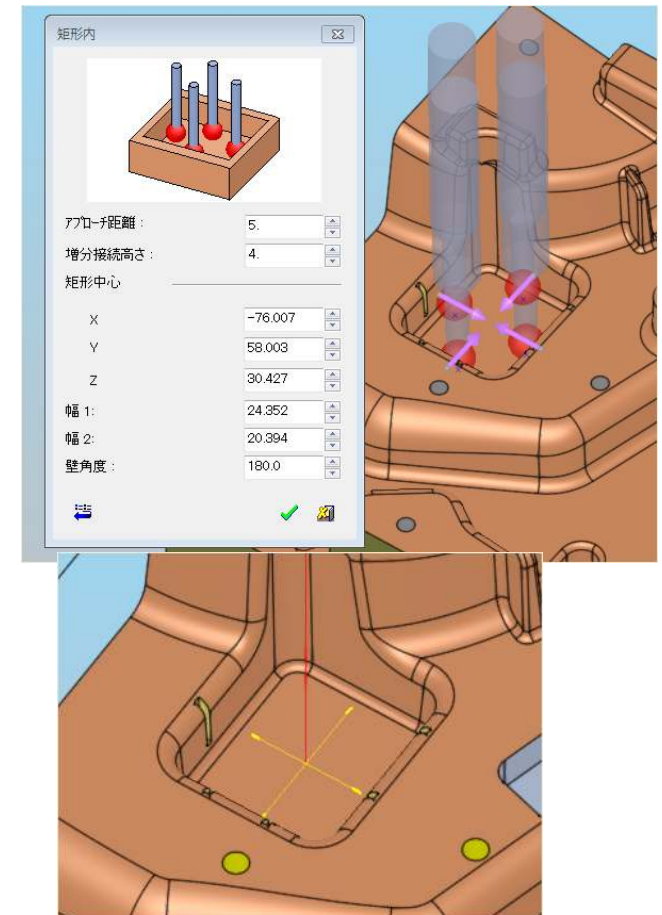 矩形内
アプローチ距離 :
5.
増分接続高さ :
4.
矩形中心
X
-76.007
Y
58.003
Z
30.427
幅 1:
24.352
幅 2:
20.394
壁角度 :
180.0